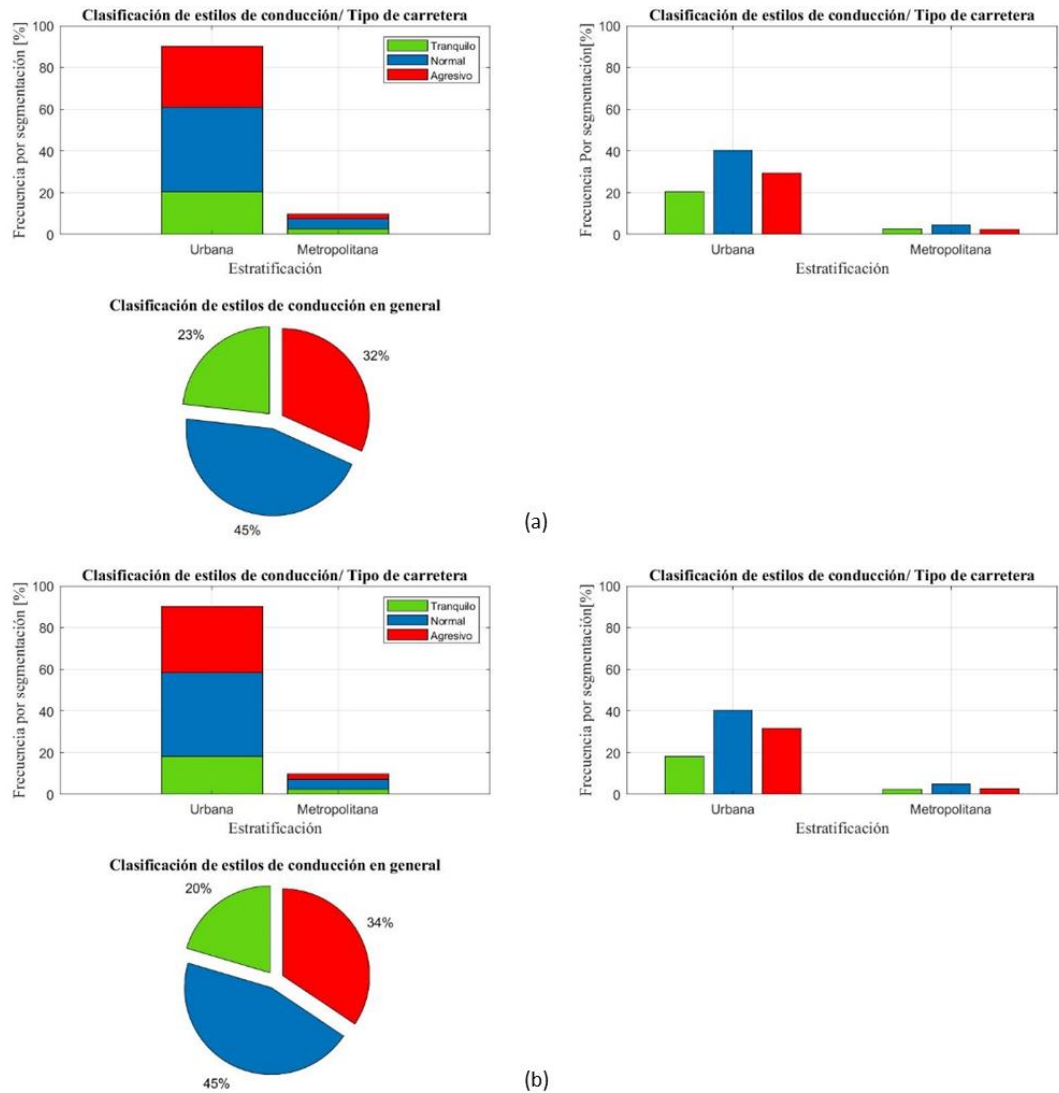 Clasificación de estilos de conducción/ Tipo de carretera
Frecuencia por segmentación [%]
100
80
60
40
20
0
Tranquilo
Normal
Agresivo
Urbana
Metropolitana
Estratificación
Clasificación de estilos de conducción/ Tipo de carretera
Frecuencia Por segmentación[%]
100
80
60
40
20
0
Urbana
Metropolitana
Estratificación
Clasificación de estilos de conducción en general
23%
32%
45%
(a)
Clasificación de estilos de conducción/ Tipo de carretera
Frecuencia por segmentación [%]
100
80
60
40
20
0
Tranquilo
Normal
Agresivo
Urbana
Metropolitana
Estratificación
Clasificación de estilos de conducción/ Tipo de carretera
Frecuencia por segmentación[%]
100
80
60
40
20
0
Urbana
Metropolitana
Estratificación
Clasificación de estilos de conducción en general
20%
34%
45%
(b)